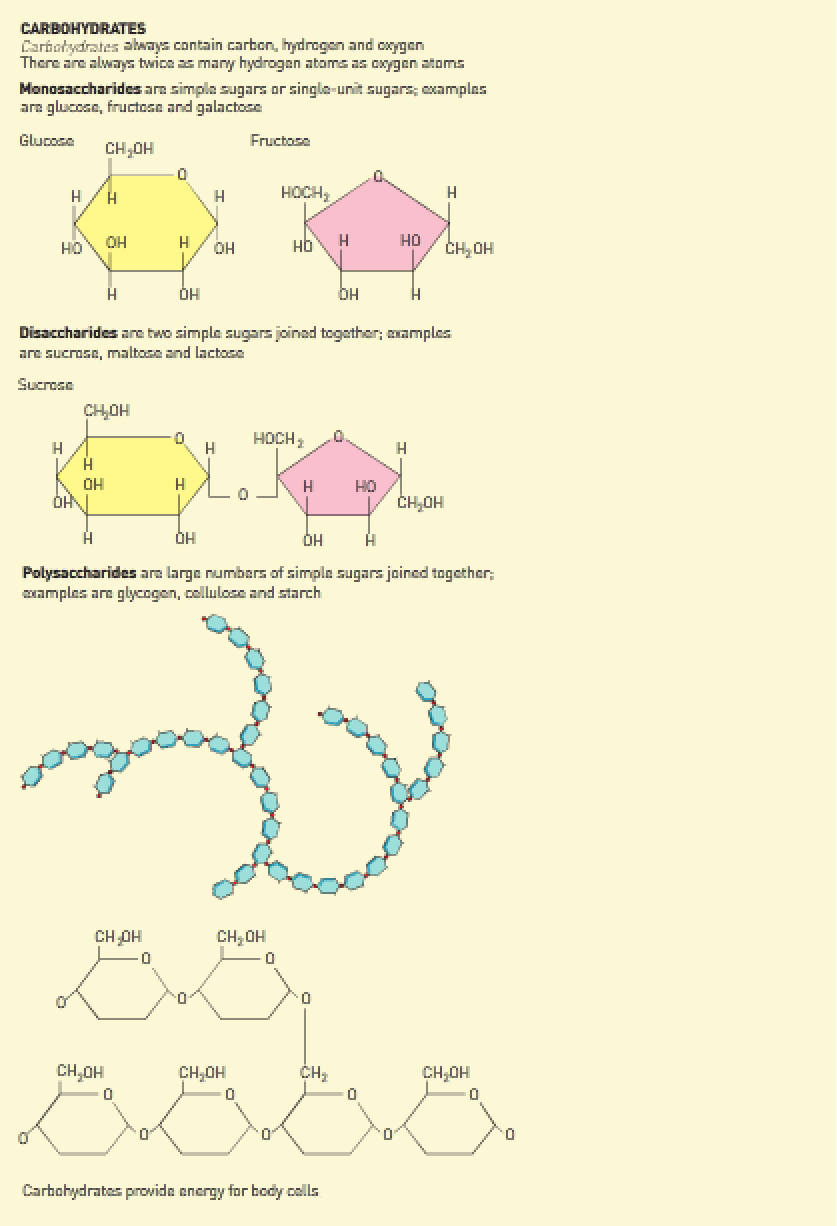 CARBOHYDRATES
Carbohydrates always contain carbon, hydrogen and oxygen
There are always twice as many hydrogen atoms as oxygen atoms
Monosaccharides are simple sugars or single-unit sugars; examples
are glucose, fructose and galactose
Glucose
CH2OH
O
H
H
H
HO
OH
H
OH
H
OH
Fructose
O
HOCH2
H
HO
H
HO
CH2OH
OH
H
Disaccharides are two simple sugars joined together; examples
are sucrose, maltose and lactose
Sucrose
CH2OH
O
H
H
H
OH
OH
H
H
OH
O
HOCH2
O
H
H
HO
CH2OH
OH
H
Polysaccharides are large numbers of simple sugars joined together;
examples are glycogen, cellulose and starch
CH2OH CH2OH
O O
O O O
CH2OH CH2OH CH2 CH2OH
O O O O
O O O O O
Carbohydrates provide energy for body cells